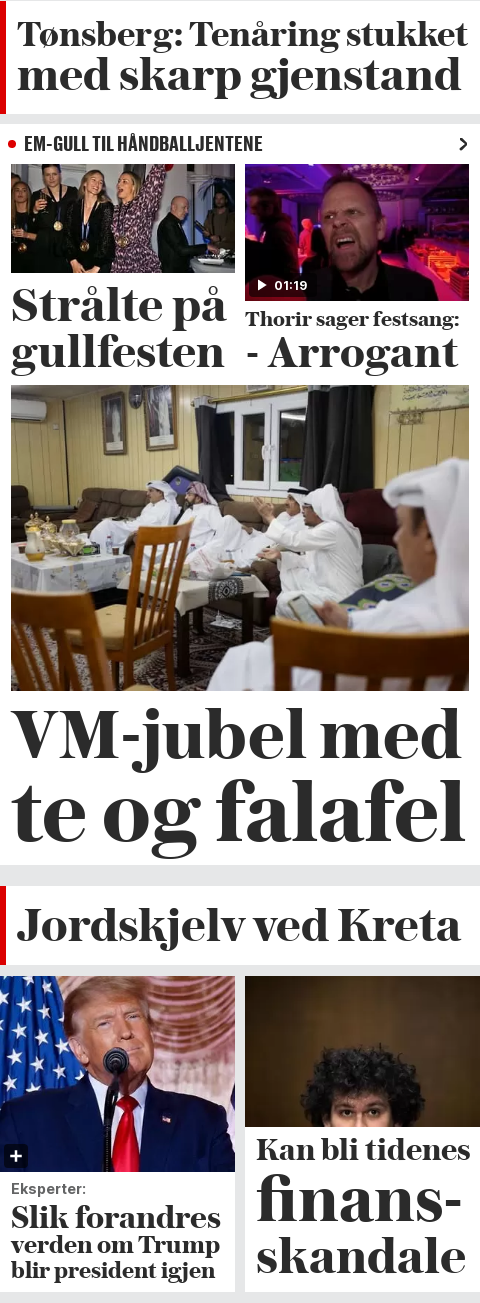 Tønsberg: Tenåring stukket
med skarp gjenstand
EM-GULL TIL HÅNDBALLJENTENE
Strålte på
gullfesten
01:19
Thorir sager festsang:
- Arrogant
VM-jubel med
te og falafel
Jordskjelv ved Kreta
Eksperter:
Slik forandres
verden om Trump
blir president igjen
Kan bli tidenes
finans-
skandale